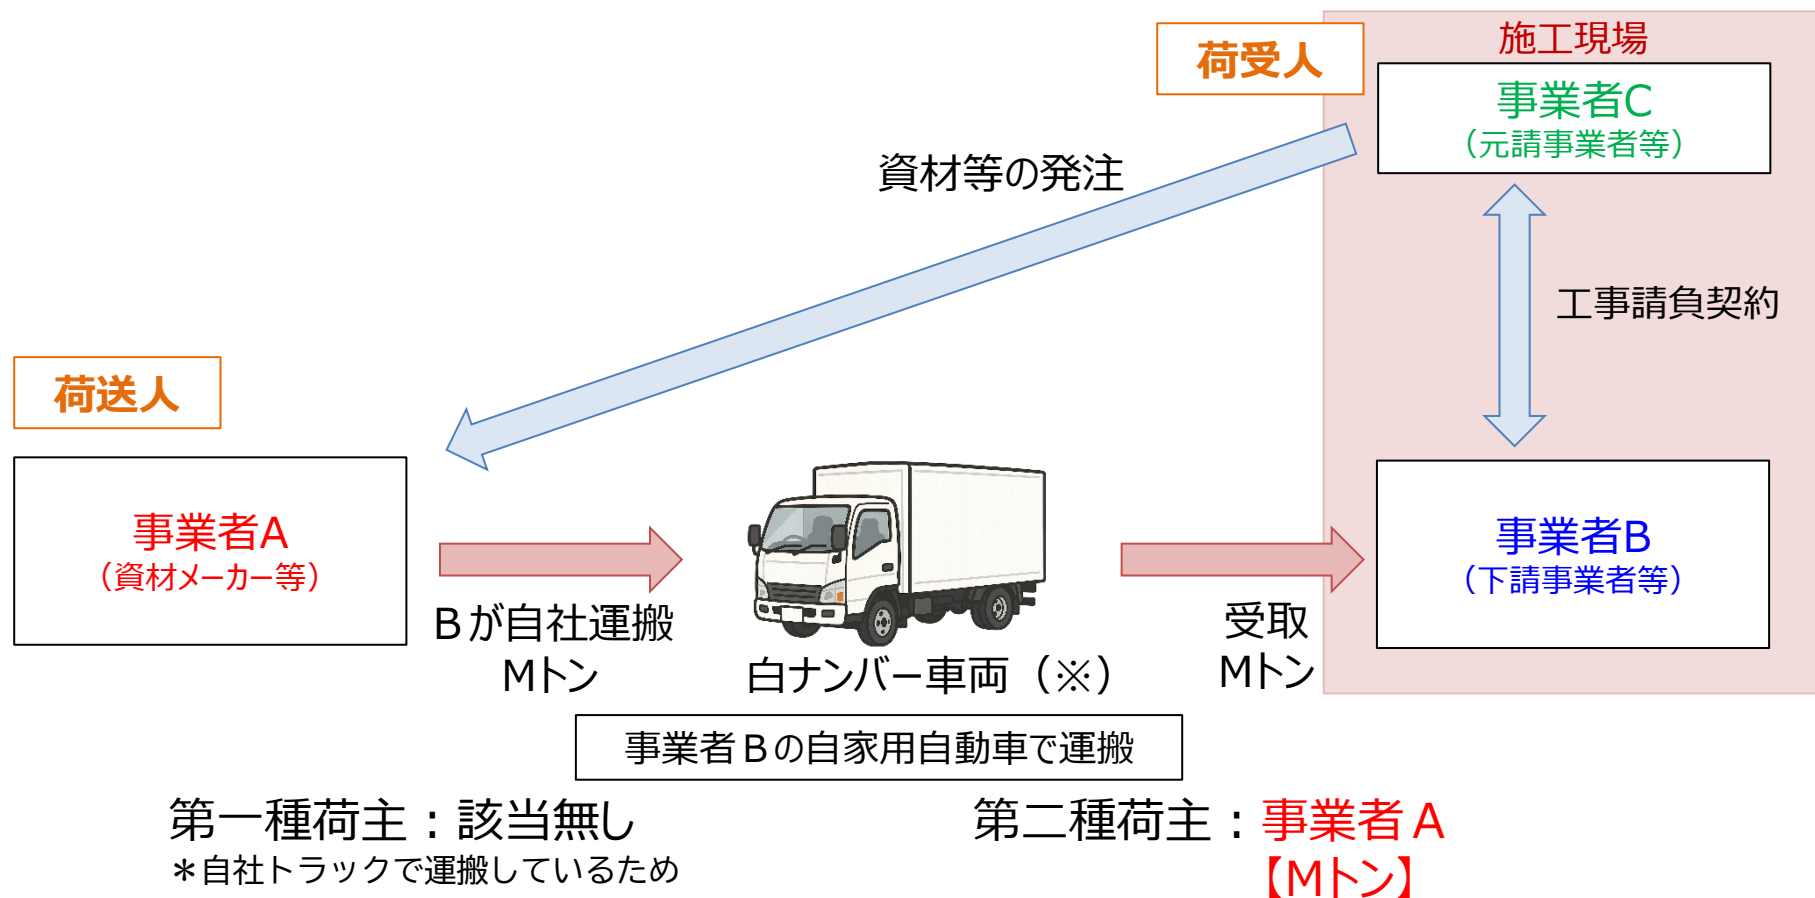 施工現場
荷受人
事業者C
（元請事業者等）
資材等の発注
工事請負契約
荷送人
事業者A
（資材メーカー等）
事業者B
（下請事業者等）
Ｂが自社運搬
Mトン
白ナンバー車両（※）
受取
Mトン
事業者Ｂの自家用自動車で運搬
第一種荷主：該当無し
＊自社トラックで運搬しているため
第二種荷主：事業者Ａ
【Mトン】